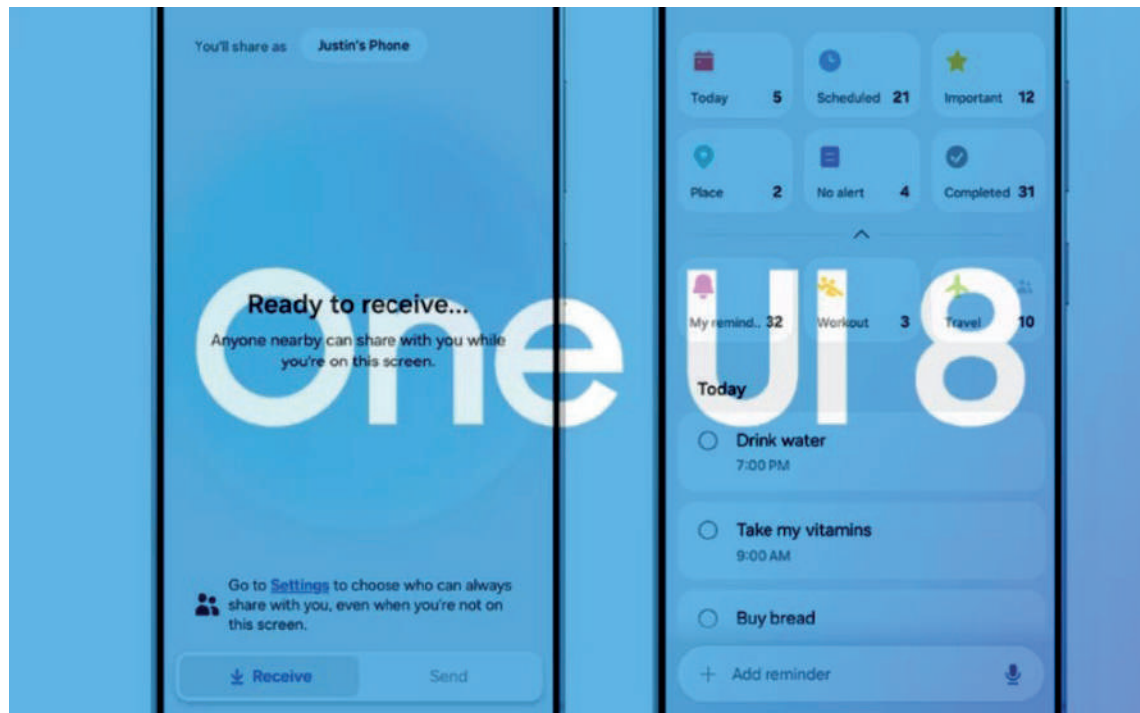 You'll share as Justin's Phone
Ready to receive...
Anyone nearby can share with you while
you're on this screen.
Go to Settings to choose who can always
share with you, even when you're not on
this screen.
Receive Send
Today 5 Scheduled 21 Important 12
Place 2 No alert 4 Completed 31
My remind.. 32 Workout 3 Travel 10
Today
Drink water
7:00 PM
Take my vitamins
9:00 AM
Buy bread
Add reminder
One UI 8